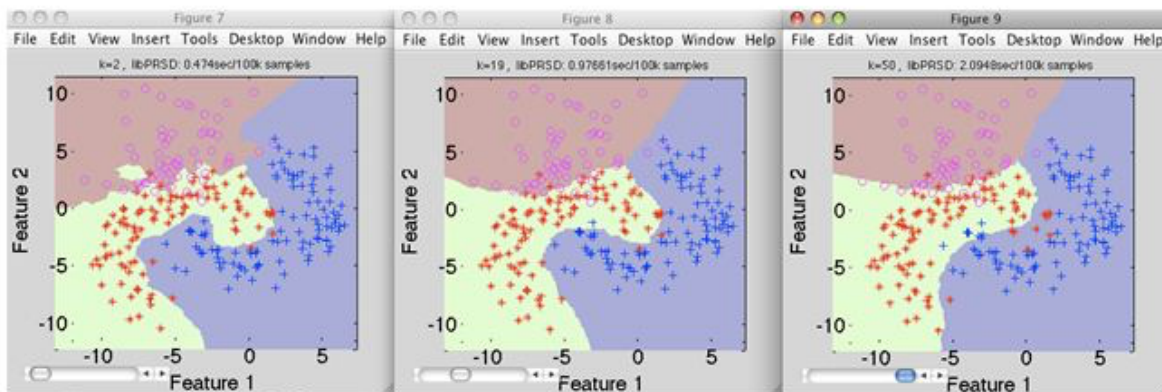 Figure 7
File Edit View Insert Tools Desktop Window Help
k=2, libPRSD: 0.474sec/100k samples
10
5
0
-5
-10
Feature 2
-10 -5 0 5
Feature 1
Figure 8
File Edit View Insert Tools Desktop Window Help
k=19, libPRSD: 0.97661sec/100k samples
10
5
0
-5
-10
Feature 2
-10 -5 0 5
Feature 1
Figure 9
File Edit View Insert Tools Desktop Window Help
k=50, libPRSD: 2.0948sec/100k samples
10
5
0
-5
-10
Feature 2
-10 -5 0 5
Feature 1